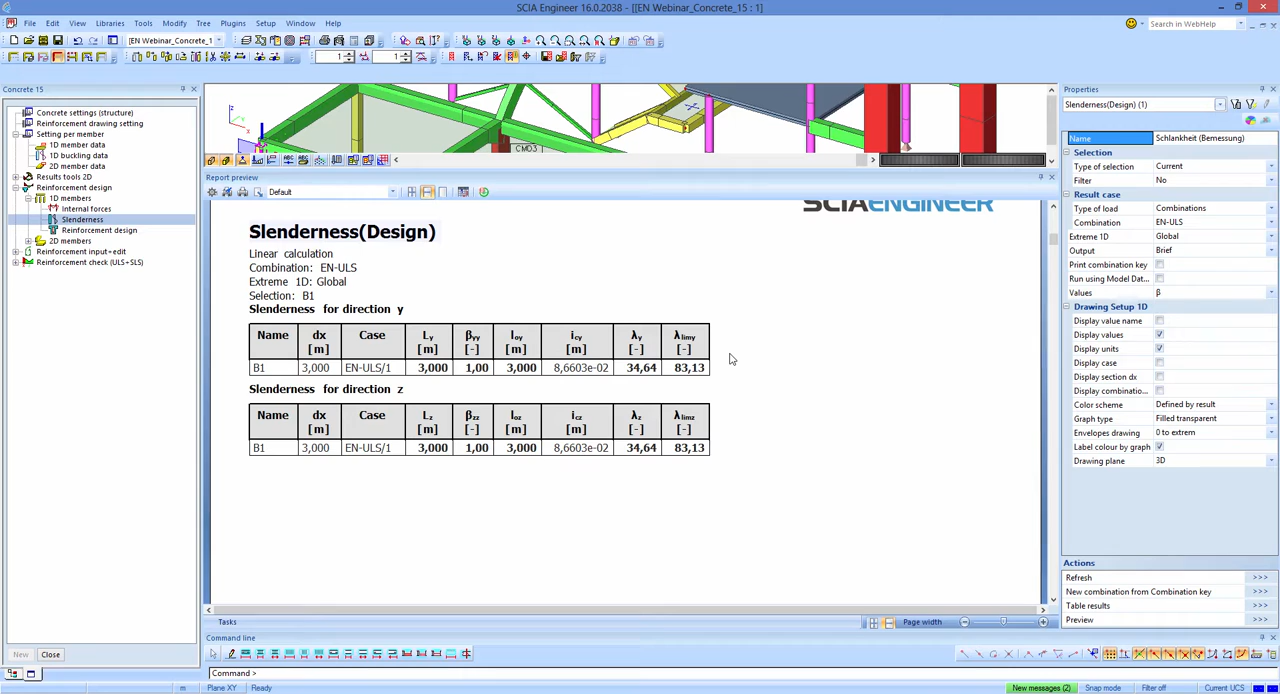 SCIA Engineer 16.0.2038 - [[EN Webinar_Concrete_15 : 1]
File Edit View Libraries Tools Modify Tree Plugins Setup Window Help
Search in WebHelp
[EN Webinar_Concrete_1
1 1
Concrete 15
Concrete settings (structure)
Reinforcement drawing setting
Setting per member
1D member data
1D buckling data
2D member data
Results tools 2D
Reinforcement design
1D members
Internal forces
Slenderness
Reinforcement design
2D members
Reinforcement input+edit
Reinforcement check (ULS+SLS)
New Close
CMO3
Report preview
Default
SCIAENGINEER
Slenderness(Design)
Linear calculation
Combination: EN-ULS
Extreme 1D: Global
Selection: B1
Slenderness for direction y
Name dx [m] Case Ly [m] βyy [-] loy [m] icy [m] λy [-] λlimy [-]
B1 3,000 EN-ULS/1 3,000 1,00 3,000 8,6603e-02 34,64 83,13
Slenderness for direction z
Name dx [m] Case Lz [m] βzz [-] loz [m] icz [m] λz [-] λlimz [-]
B1 3,000 EN-ULS/1 3,000 1,00 3,000 8,6603e-02 34,64 83,13
Tasks
Page width
Command line
Command >
Properties
Slenderness(Design) (1)
Name Schlankheit (Bemessung)
Selection
Type of selection Current
Filter No
Result case
Type of load Combinations
Combination EN-ULS
Extreme 1D Global
Output Brief
Print combination key
Run using Model Dat...
Values β
Drawing Setup 1D
Display value name
Display values
Display units
Display case
Display section dx
Display combinatio...
Color scheme Defined by result
Graph type Filled transparent
Envelopes drawing 0 to extrem
Label colour by graph
Drawing plane 3D
Actions
Refresh >>>
New combination from Combination key >>>
Table results >>>
Preview >>>
m Plane XY Ready New messages (2) Snap mode Filter off Current UCS